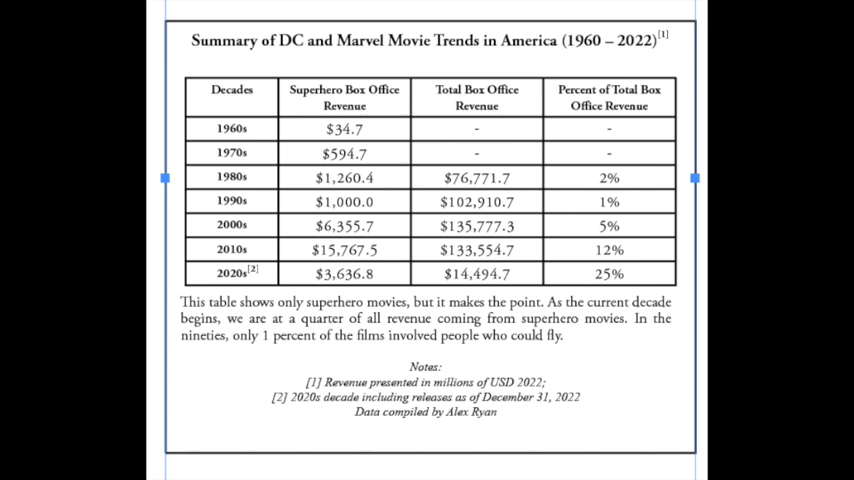 Summary of DC and Marvel Movie Trends in America (1960 – 2022)[1]
Decades Superhero Box Office Revenue Total Box Office Revenue Percent of Total Box Office Revenue
1960s $34.7 - -
1970s $594.7 - -
1980s $1,260.4 $76,771.7 2%
1990s $1,000.0 $102,910.7 1%
2000s $6,355.7 $135,777.3 5%
2010s $15,767.5 $133,554.7 12%
2020s[2] $3,636.8 $14,494.7 25%
This table shows only superhero movies, but it makes the point. As the current decade
begins, we are at a quarter of all revenue coming from superhero movies. In the
nineties, only 1 percent of the films involved people who could fly.
Notes:
[1] Revenue presented in millions of USD 2022;
[2] 2020s decade including releases as of December 31, 2022
Data compiled by Alex Ryan